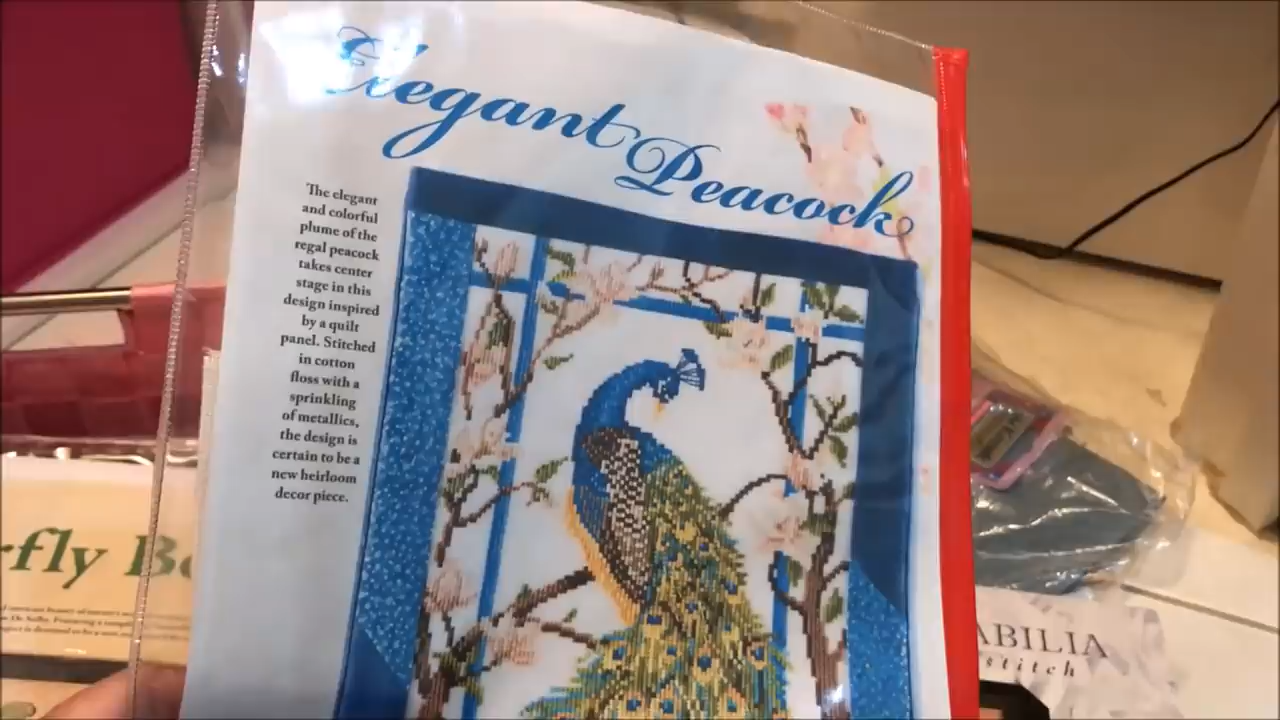 Elegant Peacock
The elegant
and colorful
plume of the
regal peacock
takes center
stage in this
design inspired
by a quilt
panel. Stitched
in cotton
floss with a
sprinkling
of metallics,
the design is
certain to be a
new heirloom
decor piece.
rfly B
ABILIA
stitch